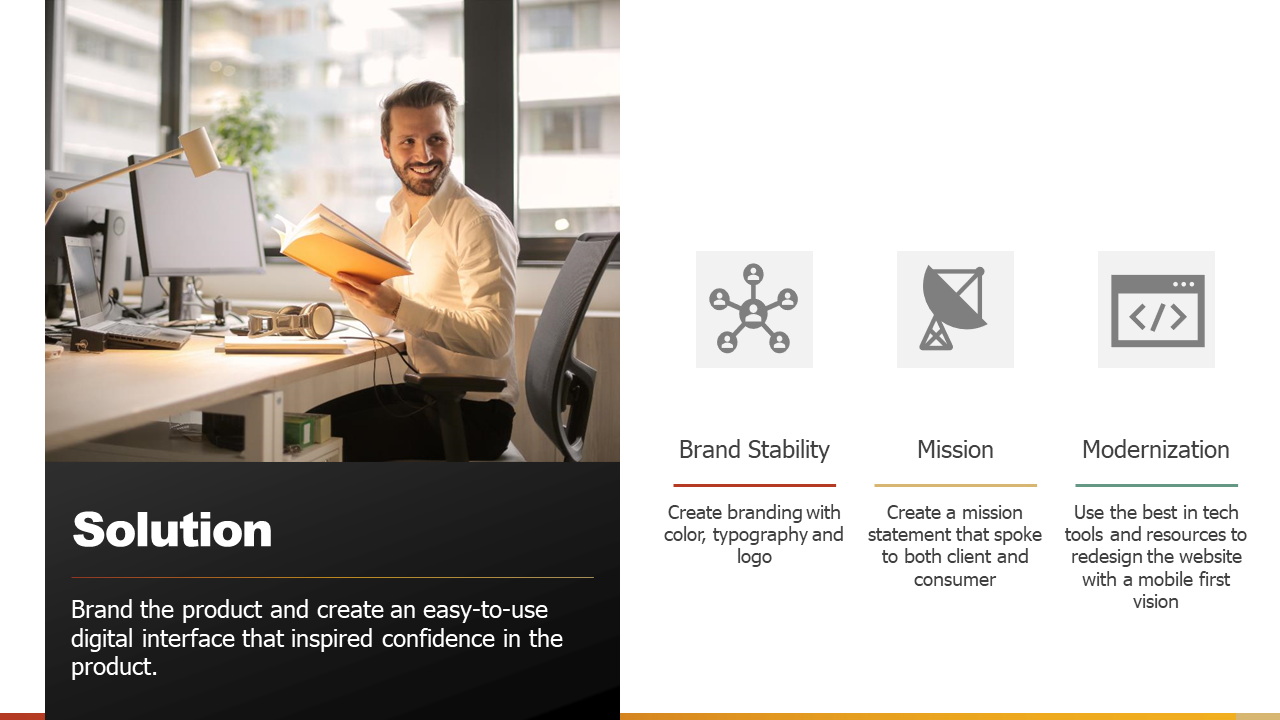 Solution
Brand the product and create an easy-to-use
digital interface that inspired confidence in the
product.
Brand Stability
Create branding with
color, typography and
logo
Mission
Create a mission
statement that spoke
to both client and
consumer
Modernization
Use the best in tech
tools and resources to
redesign the website
with a mobile first
vision